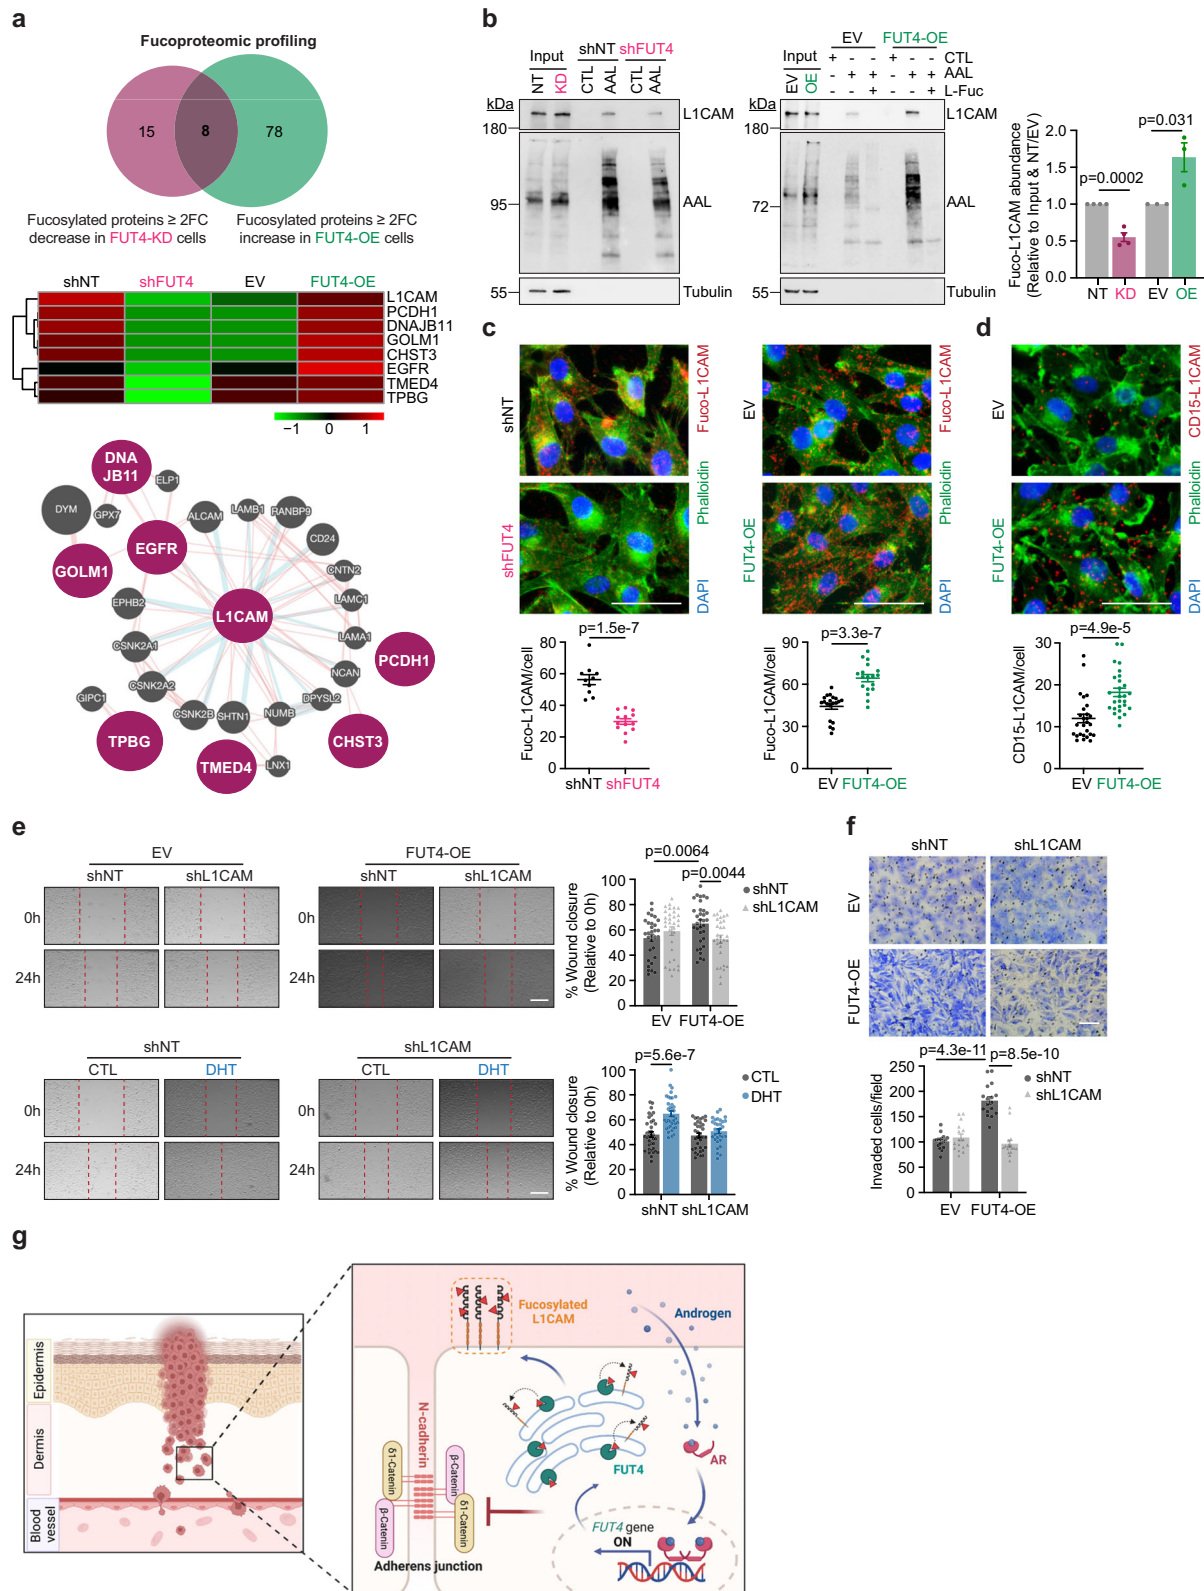 a
Fucoproteomic profiling
15
8
78
Fucosylated proteins ≥ 2FC
decrease in FUT4-KD cells
Fucosylated proteins ≥ 2FC
increase in FUT4-OE cells
shNT
shFUT4
EV
FUT4-OE
L1CAM
PCDH1
DNAJB11
GOLM1
CHST3
EGFR
TMED4
TPBG
−1
0
1
DNA
JB11
ELP1
DYM
GPX7
ALCAM
LAMB1
RANBP9
CD24
EGFR
GOLM1
CNTN2
EPHB2
L1CAM
LAMC1
LAMA1
CSNK2A1
PCDH1
NCAN
CSNK2A2
DPYSL2
GIPC1
CSNK2B
SHTN1
NUMB
TPBG
CHST3
TMED4
LNX1
b
Input
shNT
shFUT4
NT
KD
CTL
AAL
CTL
AAL
kDa
180
95
55
L1CAM
AAL
Tubulin
Input
EV
FUT4-OE
EV
OE
+ - - + - - CTL
- + + - + + AAL
- - + - - + L-Fuc
kDa
180
72
55
L1CAM
AAL
Tubulin
Fuco-L1CAM abundance
(Relative to Input & NT/EV)
2.0
1.5
1.0
0.5
0.0
p=0.0002
p=0.031
NT
KD
EV
OE
c
shNT
shFUT4
Fuco-L1CAM
Phalloidin
DAPI
EV
FUT4-OE
Fuco-L1CAM
Phalloidin
DAPI
Fuco-L1CAM/cell
80
60
40
20
0
p=1.5e-7
shNT
shFUT4
Fuco-L1CAM/cell
90
60
30
0
p=3.3e-7
EV
FUT4-OE
d
EV
FUT4-OE
CD15-L1CAM
Phalloidin
DAPI
CD15-L1CAM/cell
30
20
10
0
p=4.9e-5
EV
FUT4-OE
e
EV
shNT
shL1CAM
0h
24h
FUT4-OE
shNT
shL1CAM
0h
24h
% Wound closure
(Relative to 0h)
100
80
60
40
20
0
p=0.0064
p=0.0044
shNT
shL1CAM
EV
FUT4-OE
shNT
CTL
DHT
0h
24h
shL1CAM
CTL
DHT
0h
24h
% Wound closure
(Relative to 0h)
100
80
60
40
20
0
p=5.6e-7
CTL
DHT
shNT
shL1CAM
f
shNT
shL1CAM
EV
FUT4-OE
Invaded cells/field
250
200
150
100
50
0
p=4.3e-11
p=8.5e-10
shNT
shL1CAM
EV
FUT4-OE
g
Epidermis
Dermis
Blood
vessel
Fucosylated
L1CAM
Androgen
N-cadherin
δ1-Catenin
β-Catenin
β-Catenin
δ1-Catenin
Adherens junction
FUT4
AR
FUT4 gene
ON